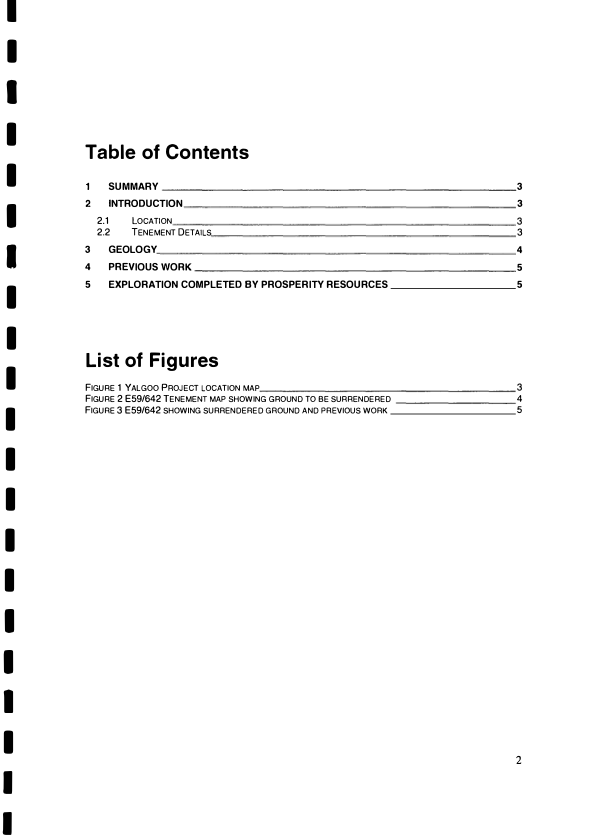 Table of Contents
1 SUMMARY 3
2 INTRODUCTION 3
2.1 LOCATION 3
2.2 TENEMENT DETAILS 3
3 GEOLOGY 4
4 PREVIOUS WORK 5
5 EXPLORATION COMPLETED BY PROSPERITY RESOURCES 5
List of Figures
FIGURE 1 YALGOO PROJECT LOCATION MAP 3
FIGURE 2 E59/642 TENEMENT MAP SHOWING GROUND TO BE SURRENDERED 4
FIGURE 3 E59/642 SHOWING SURRENDERED GROUND AND PREVIOUS WORK 5
2